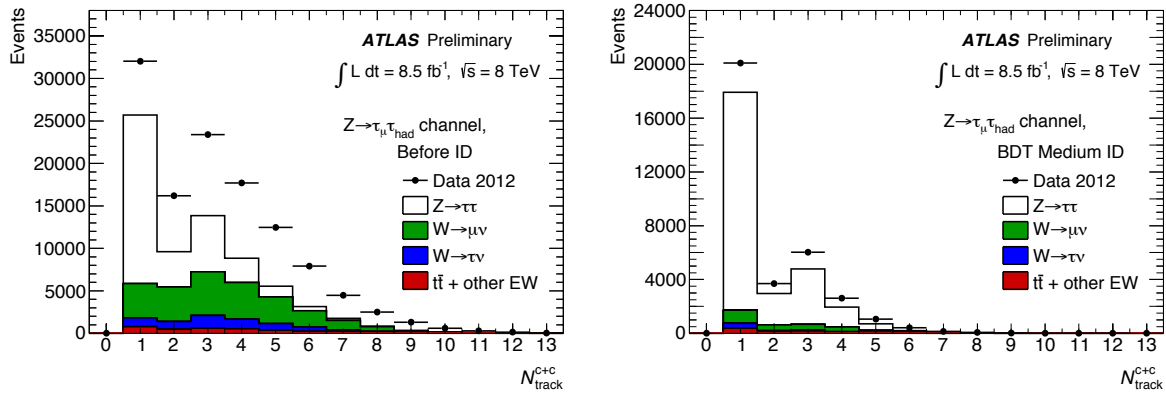 Events
35000
30000
25000
20000
15000
10000
5000
0
ATLAS Preliminary
∫ L dt = 8.5 fb⁻¹, √s = 8 TeV
Z→τμτhad channel,
Before ID
Data 2012
Z→ττ
W→μν
W→τν
tt̄ + other EW
0 1 2 3 4 5 6 7 8 9 10 11 12 13
N c+c track
Events
24000
20000
16000
12000
8000
4000
0
ATLAS Preliminary
∫ L dt = 8.5 fb⁻¹, √s = 8 TeV
Z→τμτhad channel,
BDT Medium ID
Data 2012
Z→ττ
W→μν
W→τν
tt̄ + other EW
0 1 2 3 4 5 6 7 8 9 10 11 12 13
N c+c track